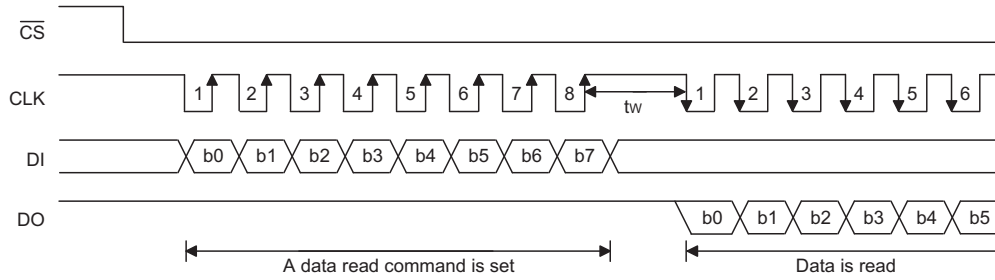 CS
CLK 1 2 3 4 5 6 7 8 tw 1 2 3 4 5 6
DI b0 b1 b2 b3 b4 b5 b6 b7
DO b0 b1 b2 b3 b4 b5
A data read command is set Data is read